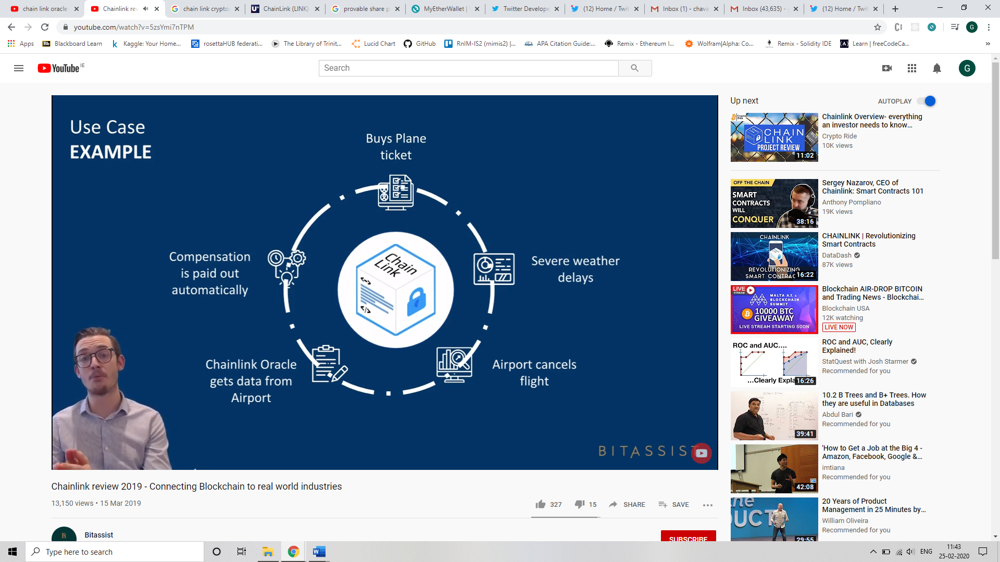 chain link oracle
Chainlink rev
chain link crypto
ChainLink (LINK)
provable share p
MyEtherWallet |
Twitter Develope
(12) Home / Twit
Inbox (1) - chava
Inbox (43,635) -
(12) Home / Twit
youtube.com/watch?v=5zsYmi7nTPM
G
Apps
Bb Blackboard Learn
k Kaggle: Your Home...
rosettaHUB federati...
The Library of Trinit...
Lucid Chart
GitHub
RnIM-IS2 (rnimis2) |...
APA Citation Guide:...
Remix - Ethereum I...
Wolfram|Alpha: Co...
Remix - Solidity IDE
Learn | freeCodeCa...
»
YouTube IE
Search
G
Use Case
EXAMPLE
Buys Plane
ticket
Severe weather
delays
Airport cancels
flight
Chainlink Oracle
gets data from
Airport
Compensation
is paid out
automatically
Chain
Link
BITASSIST
Chainlink review 2019 - Connecting Blockchain to real world industries
13,150 views • 15 Mar 2019
327
15
SHARE
SAVE
Bitassist
SUBSCRIBE
Up next
AUTOPLAY
Crypto
Ride
CHAIN
LINK
PROJECT REVIEW
BUY
WAIT?
11:02
Chainlink Overview- everything
an investor needs to know...
Crypto Ride
10K views
OFF THE CHAIN
SMART
CONTRACTS
WILL
CONQUER
38:16
Sergey Nazarov, CEO of
Chainlink: Smart Contracts 101
Anthony Pompliano
19K views
CHAINLINK
REVOLUTIONIZING
SMART CONTRAC
16:22
CHAINLINK | Revolutionizing
Smart Contracts
DataDash
87K views
LIVE
STREAM
MALTA A.I. &
BLOCKCHAIN
SUMMIT
10000 BTC
GIVEAWAY
LIVE STREAM STARTING SOON
Blockchain AIR-DROP BITCOIN
and Trading News - Blockchai...
Blockchain USA
12K watching
LIVE NOW
ROC and AUC....
...Clearly Expla
16:26
ROC and AUC, Clearly
Explained!
StatQuest with Josh Starmer
Recommended for you
39:41
10.2 B Trees and B+ Trees. How
they are useful in Databases
Abdul Bari
Recommended for you
42:08
'How to Get a Job at the Big 4 -
Amazon, Facebook, Google &...
imtiana
Recommended for you
the
DUCT
29:55
20 Years of Product
Management in 25 Minutes by...
William Oliveira
Recommended for you
Type here to search
ENG
11:43
25-02-2020